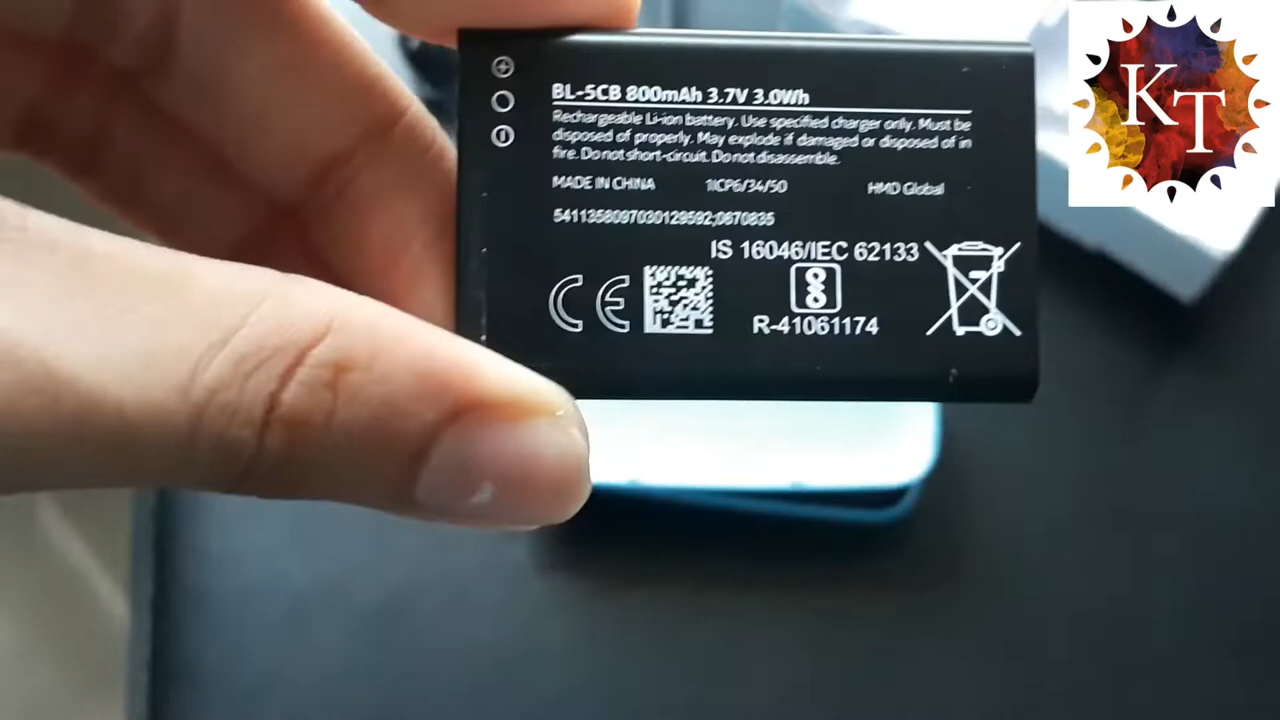 BL-5CB 800mAh 3.7V 3.0Wh
Rechargeable Li-ion battery. Use specified charger only. Must be
disposed of properly. May explode if damaged or disposed of in
fire. Do not short-circuit. Do not disassemble.
MADE IN CHINA 1ICP6/34/50 HMD Global
5411358097030129592;0670835
IS 16046/IEC 62133
CE
R-41061174
KT